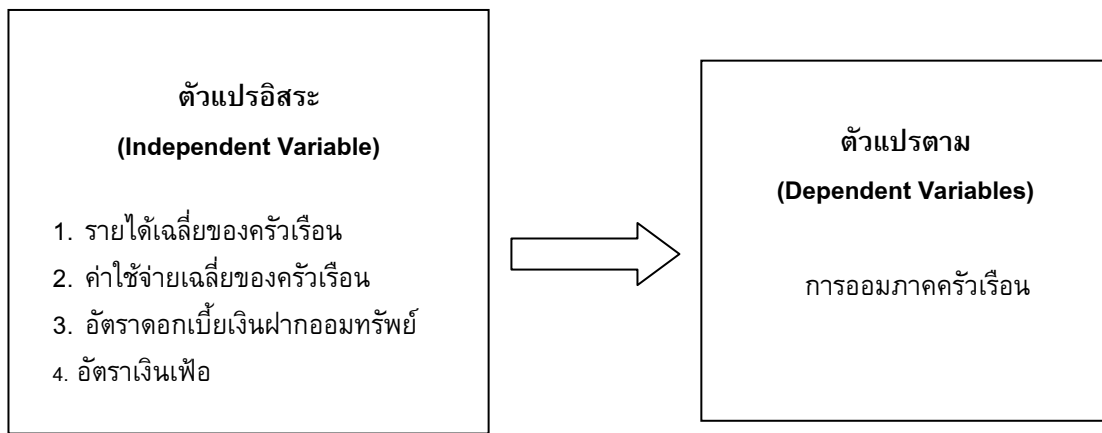 ตัวแปรอิสระ
(Independent Variable)
1. รายได้เฉลี่ยของครัวเรือน
2. ค่าใช้จ่ายเฉลี่ยของครัวเรือน
3. อัตราดอกเบี้ยเงินฝากออมทรัพย์
4. อัตราเงินเฟ้อ
ตัวแปรตาม
(Dependent Variables)
การออมภาคครัวเรือน